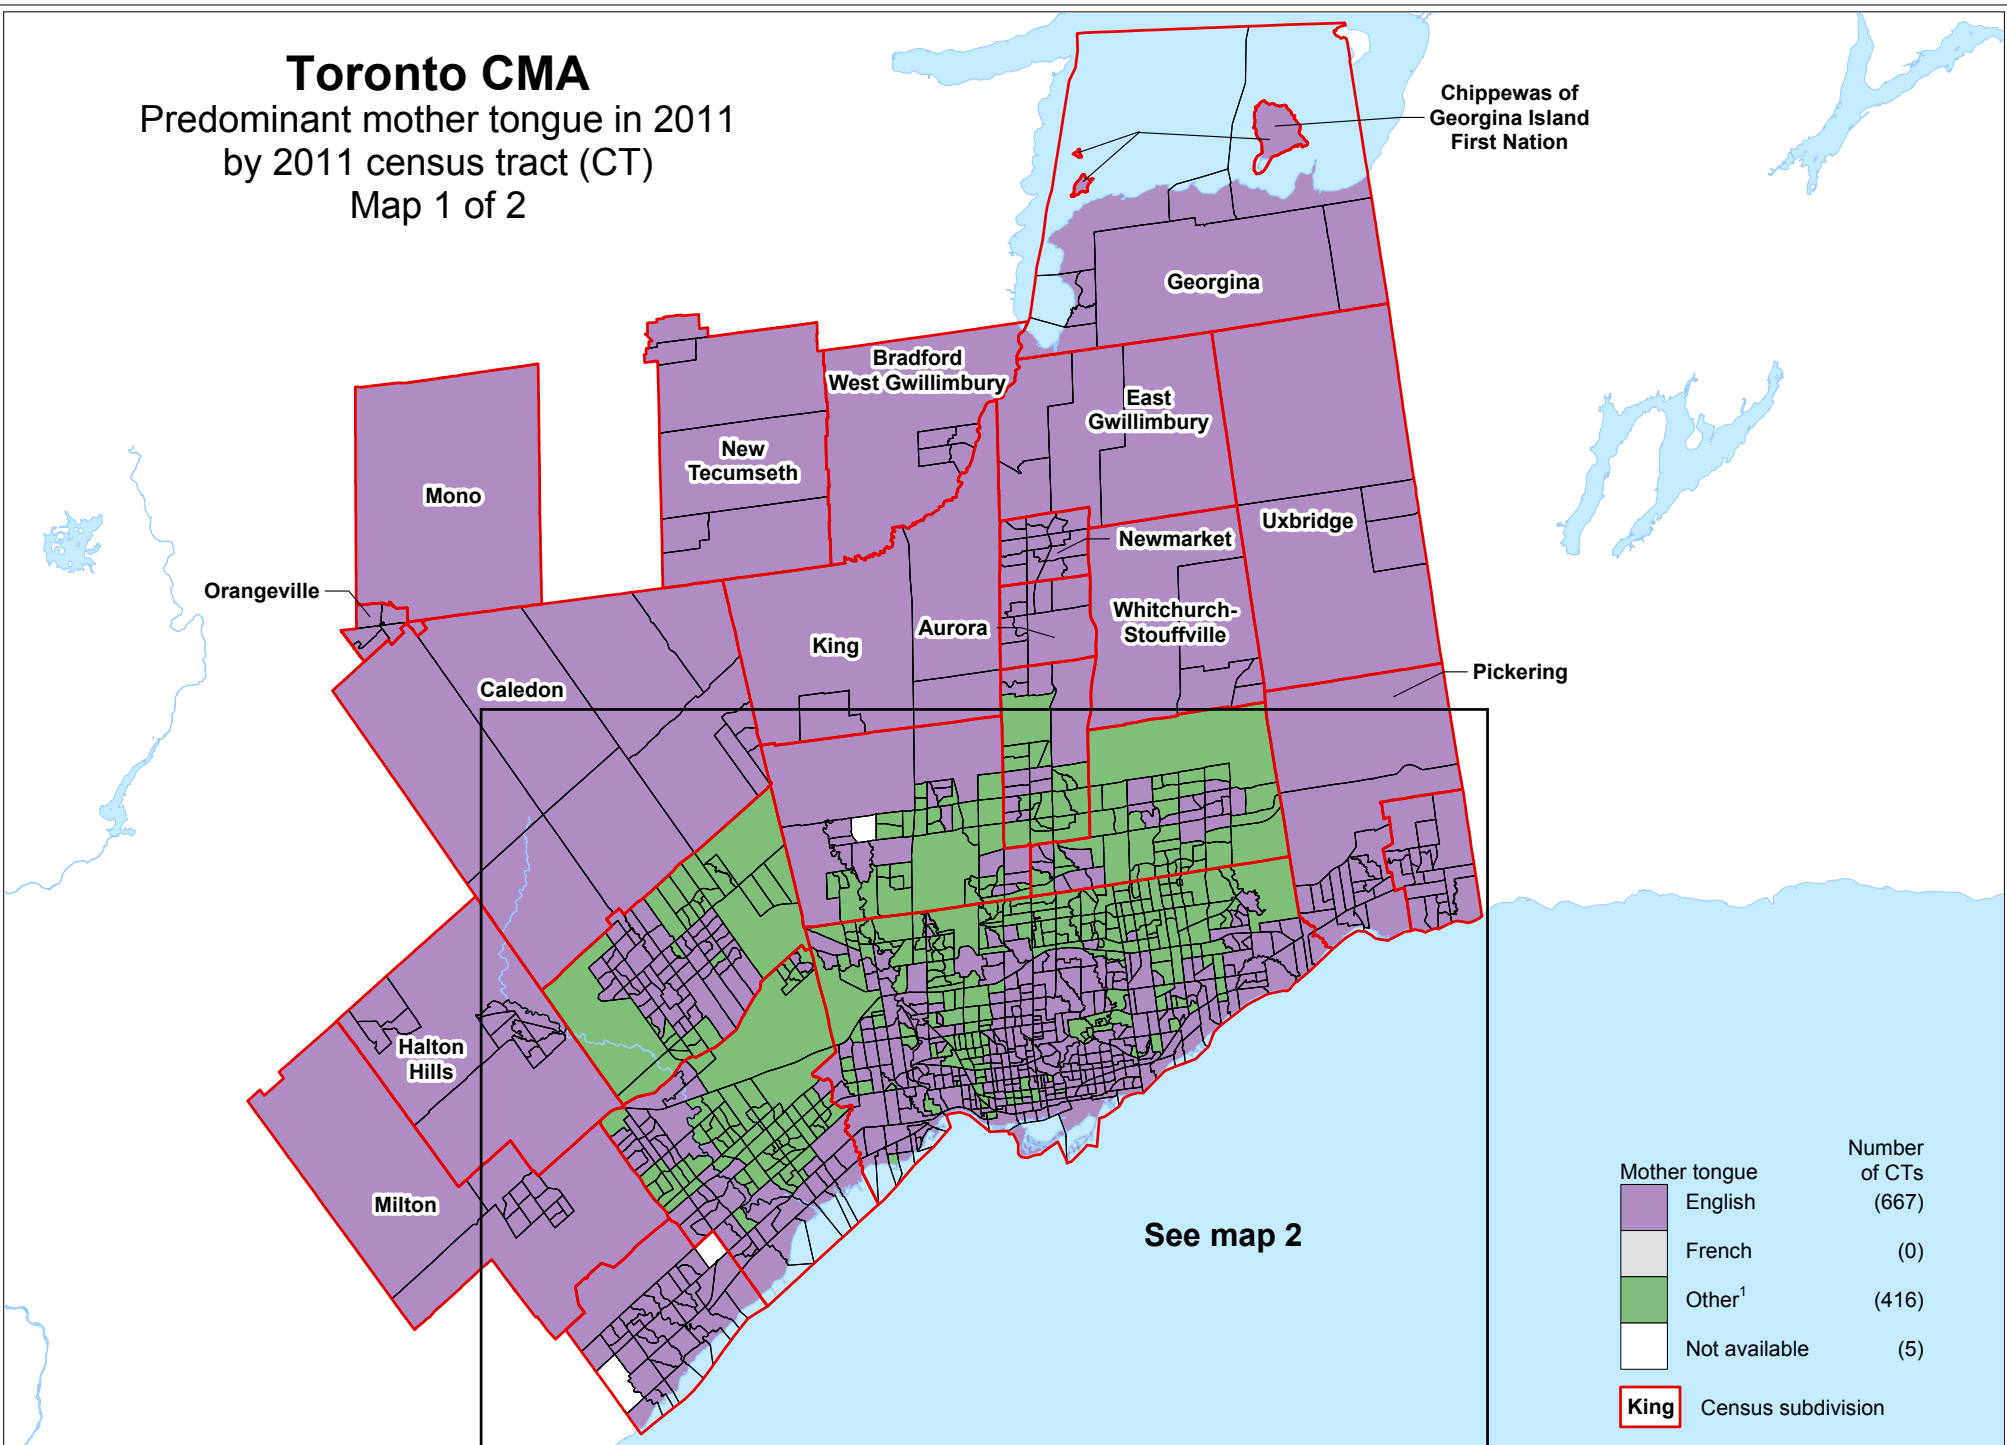 Toronto CMA
Predominant mother tongue in 2011
by 2011 census tract (CT)
Map 1 of 2
Chippewas of
Georgina Island
First Nation
Georgina
Bradford
West Gwillimbury
East
Gwillimbury
New
Tecumseth
Mono
Uxbridge
Newmarket
Orangeville
Whitchurch-
Stouffville
Aurora
King
Pickering
Caledon
Halton
Hills
Milton
See map 2
Mother tongue
Number
of CTs
English (667)
French (0)
Other¹ (416)
Not available (5)
King Census subdivision